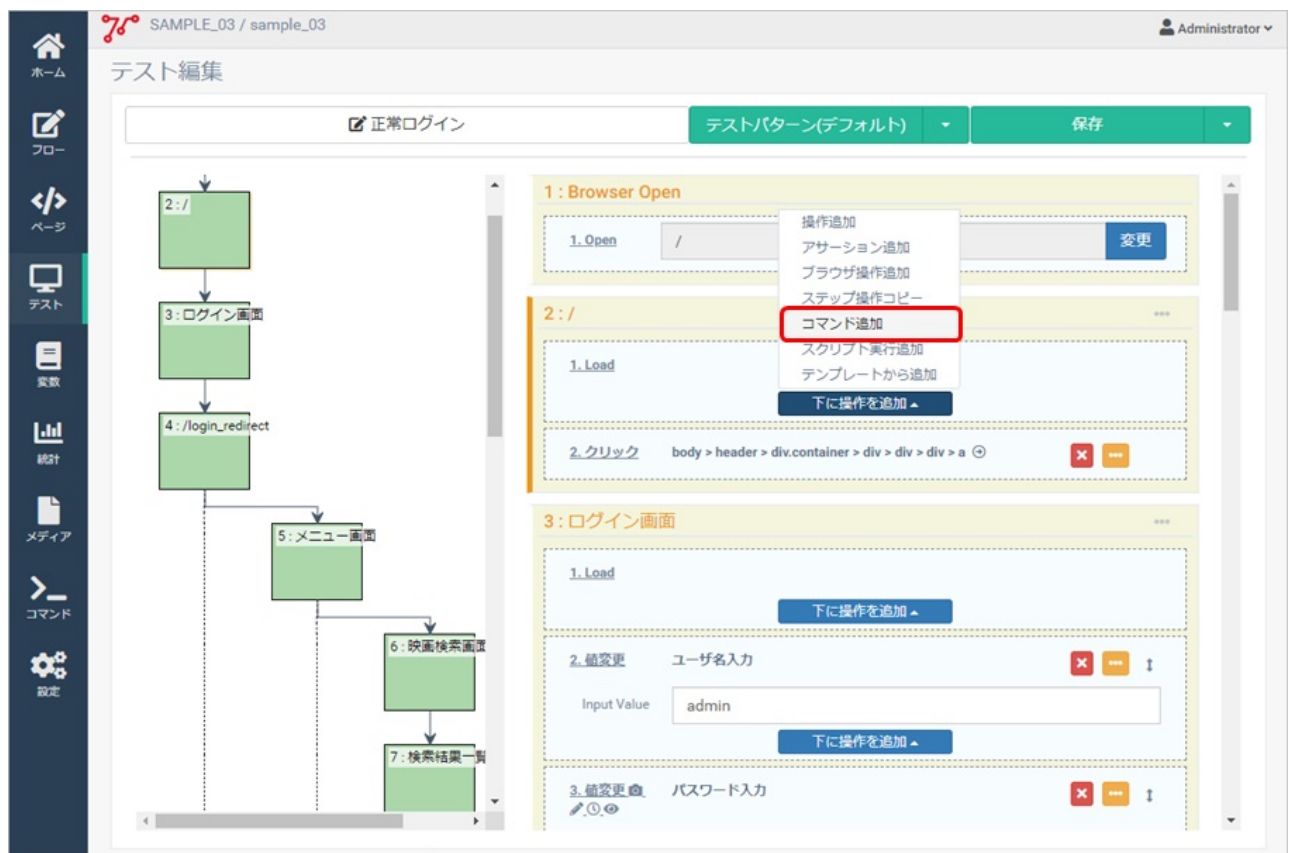 SAMPLE_03 / sample_03
Administrator
ホーム
フロー
ページ
テスト
変数
統計
メディア
コマンド
設定
テスト編集
正常ログイン
テストパターン(デフォルト)
保存
2 : /
3 : ログイン画面
4 : /login_redirect
5 : メニュー画面
6 : 映画検索画面
7 : 検索結果一覧
1 : Browser Open
1. Open
/
変更
操作追加
アサーション追加
ブラウザ操作追加
ステップ操作コピー
コマンド追加
スクリプト実行追加
テンプレートから追加
2 : /
1. Load
下に操作を追加
2. クリック body > header > div.container > div > div > div > a
3 : ログイン画面
1. Load
下に操作を追加
2. 値変更 ユーザ名入力
Input Value admin
下に操作を追加
3. 値変更 パスワード入力